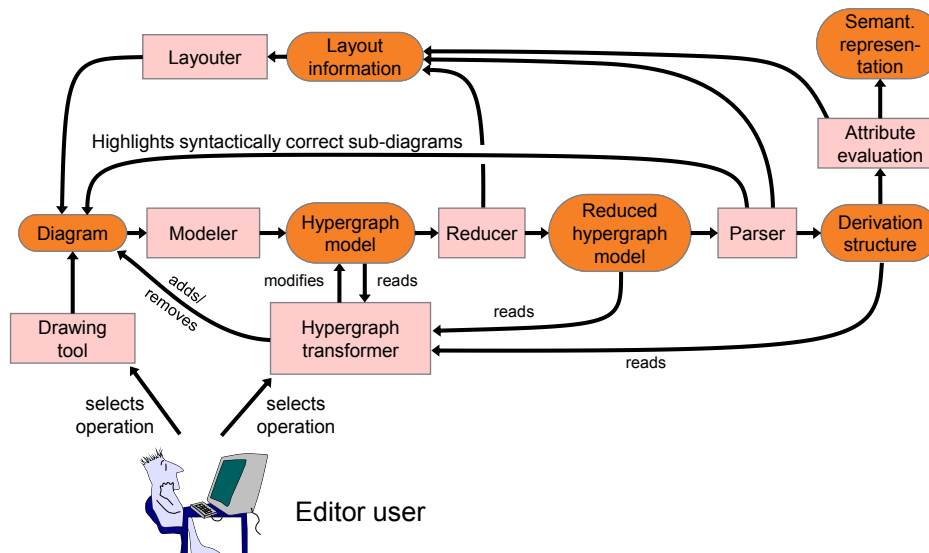 Semant.
represen-
tation
Layouter
Layout
information
Attribute
evaluation
Highlights syntactically correct sub-diagrams
Diagram
Modeler
Hypergraph
model
Reducer
Reduced
hypergraph
model
Parser
Derivation
structure
adds/
removes
modifies
reads
reads
reads
Drawing
tool
Hypergraph
transformer
selects
operation
selects
operation
Editor user